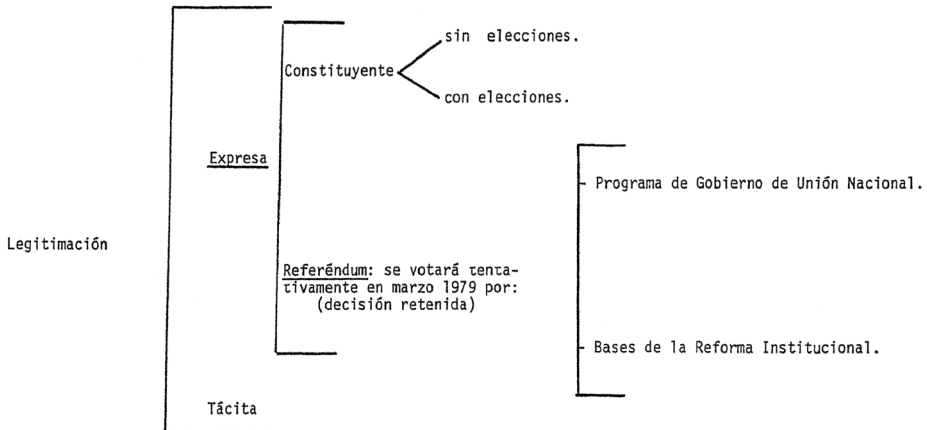 Legitimación
Expresa
Constituyente
sin elecciones.
con elecciones.
Referéndum: se votará tenta-
tivamente en marzo 1979 por:
(decisión retenida)
- Programa de Gobierno de Unión Nacional.
- Bases de la Reforma Institucional.
Tácita